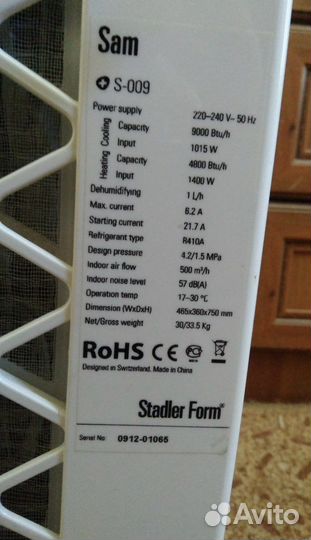 Sam
S-009
Power supply 220-240 V~ 50 Hz
Cooling Capacity 9000 Btu/h
Input 1015 W
Heating Capacity 4800 Btu/h
Input 1400 W
Dehumidifying 1 L/h
Max. current 6.2 A
Starting current 21.7 A
Refrigerant type R410A
Design pressure 4.2/1.5 MPa
Indoor air flow 500 m³/h
Indoor noise level 57 dB(A)
Operation temp 17-30 °C
Dimension (WxDxH) 465x360x750 mm
Net/Gross weight 30/33.5 Kg
RoHS CE
Designed in Switzerland. Made in China
Stadler Form®
Serial No: 0912-01065
Avito